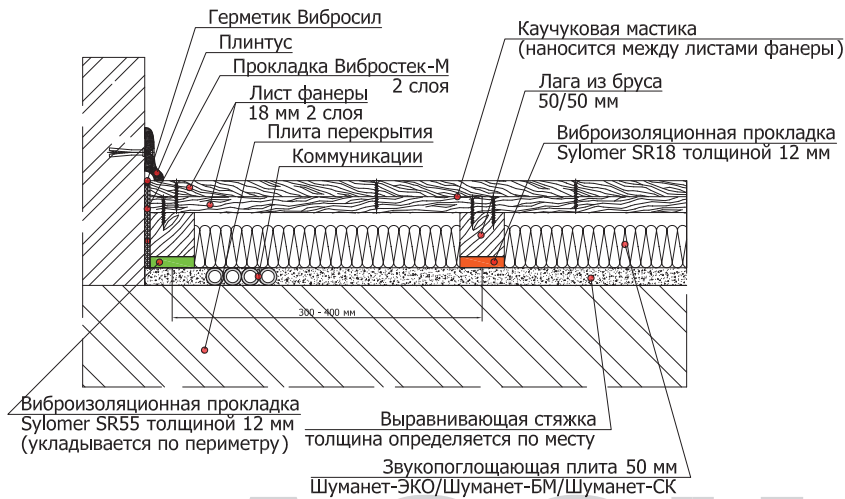 Герметик Вибросил
Плинтус
Прокладка Вибростек-М
2 слоя
Лист фанеры
18 мм 2 слоя
Плита перекрытия
Коммуникации
Каучуковая мастика
(наносится между листами фанеры)
Лага из бруса
50/50 мм
Виброизоляционная прокладка
Sylomer SR18 толщиной 12 мм
300 - 400 мм
Виброизоляционная прокладка
Sylomer SR55 толщиной 12 мм
(укладывается по периметру)
Выравнивающая стяжка
толщина определяется по месту
Звукопоглощающая плита 50 мм
Шуманет-ЭКО/Шуманет-БМ/Шуманет-СК